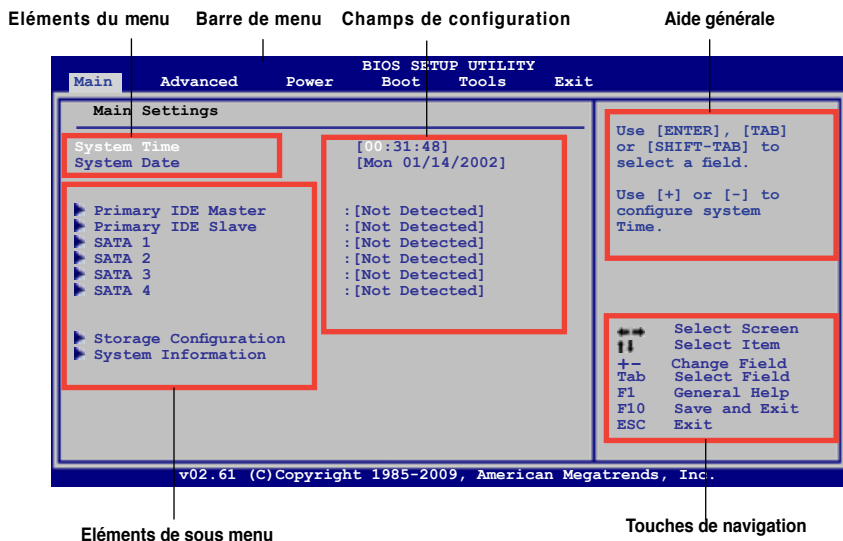 Eléments du menu Barre de menu Champs de configuration Aide générale
BIOS SETUP UTILITY
Main Advanced Power Boot Tools Exit
Main Settings
System Time [00:31:48]
System Date [Mon 01/14/2002]
Primary IDE Master :[Not Detected]
Primary IDE Slave :[Not Detected]
SATA 1 :[Not Detected]
SATA 2 :[Not Detected]
SATA 3 :[Not Detected]
SATA 4 :[Not Detected]
Storage Configuration
System Information
Use [ENTER], [TAB]
or [SHIFT-TAB] to
select a field.
Use [+] or [-] to
configure system
Time.
Select Screen
Select Item
+- Change Field
Tab Select Field
F1 General Help
F10 Save and Exit
ESC Exit
v02.61 (C)Copyright 1985-2009, American Megatrends, Inc.
Eléments de sous menu Touches de navigation